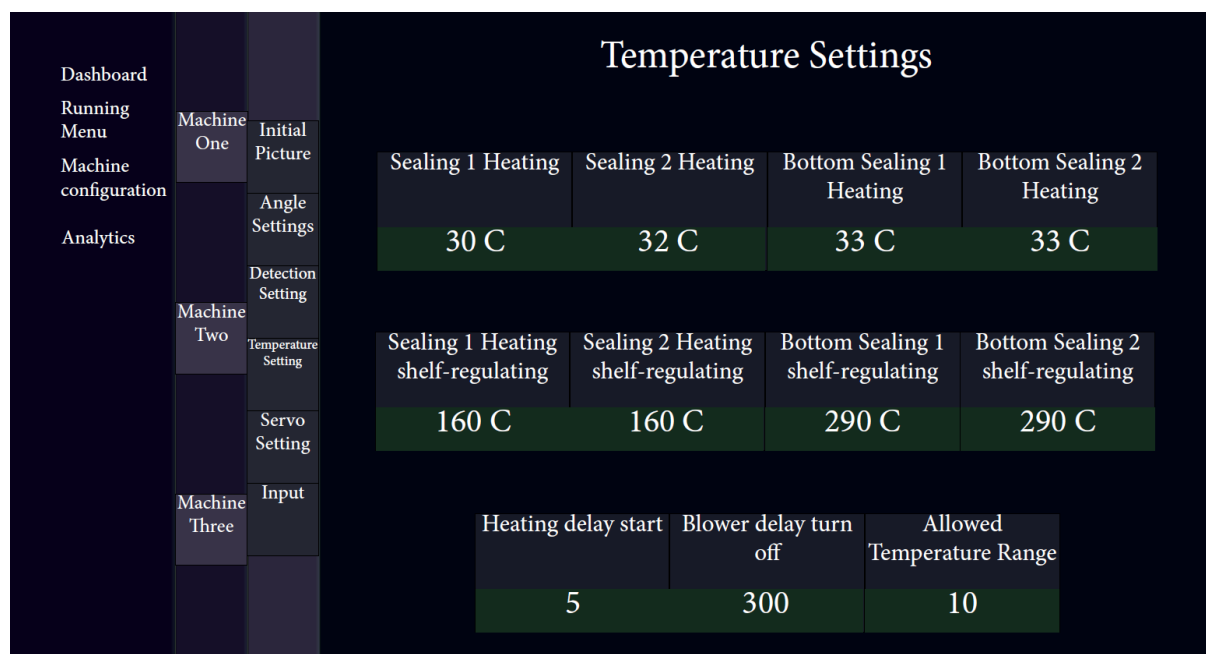 Temperature Settings
Dashboard
Running
Menu
Machine
configuration
Analytics
Machine
One
Machine
Two
Machine
Three
Initial
Picture
Angle
Settings
Detection
Setting
Temperature
Setting
Servo
Setting
Input
Sealing 1 Heating
Sealing 2 Heating
Bottom Sealing 1
Heating
Bottom Sealing 2
Heating
30 C
32 C
33 C
33 C
Sealing 1 Heating
shelf-regulating
Sealing 2 Heating
shelf-regulating
Bottom Sealing 1
shelf-regulating
Bottom Sealing 2
shelf-regulating
160 C
160 C
290 C
290 C
Heating delay start
Blower delay turn
off
Allowed
Temperature Range
5
300
10